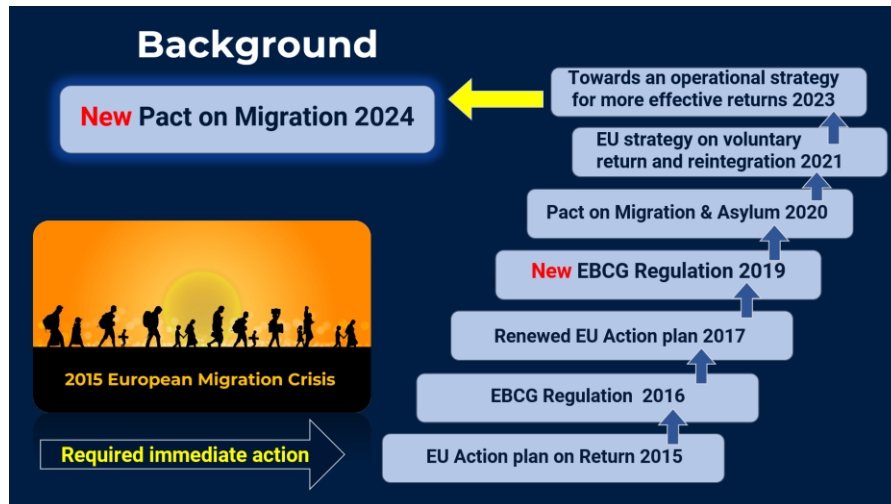 Background
New Pact on Migration 2024
Towards an operational strategy
for more effective returns 2023
EU strategy on voluntary
return and reintegration 2021
Pact on Migration & Asylum 2020
New EBCG Regulation 2019
Renewed EU Action plan 2017
EBCG Regulation 2016
EU Action plan on Return 2015
2015 European Migration Crisis
Required immediate action